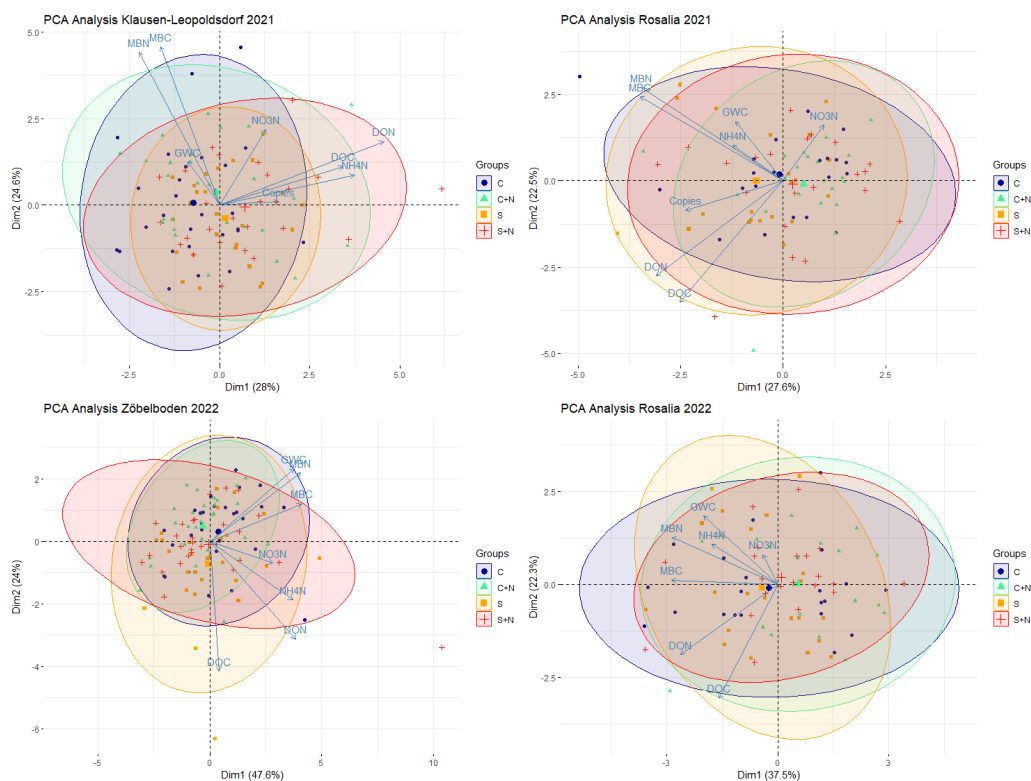 PCA Analysis Klausen-Leopoldsdorf 2021
5.0
2.5
0.0
-2.5
Dim2 (24.6%)
MBN
MBC
NO3N
GWC
DON
DOC
NH4N
Copies
-2.5
0.0
2.5
5.0
Dim1 (28%)
Groups
C
C+N
S
S+N
PCA Analysis Rosalia 2021
2.5
0.0
-2.5
-5.0
Dim2 (22.5%)
MBN
MBC
GWC
NO3N
NH4N
Copies
DON
DOC
-5.0
-2.5
0.0
2.5
Dim1 (27.6%)
Groups
C
C+N
S
S+N
PCA Analysis Zöbelboden 2022
2
0
-2
-4
-6
Dim2 (24%)
GWC
MBN
MBC
NO3N
NH4N
DON
DOC
-5
0
5
10
Dim1 (47.6%)
Groups
C
C+N
S
S+N
PCA Analysis Rosalia 2022
2.5
0.0
-2.5
Dim2 (22.3%)
GWC
MBN
NH4N
NO3N
MBC
DON
DOC
-3
0
3
Dim1 (37.5%)
Groups
C
C+N
S
S+N